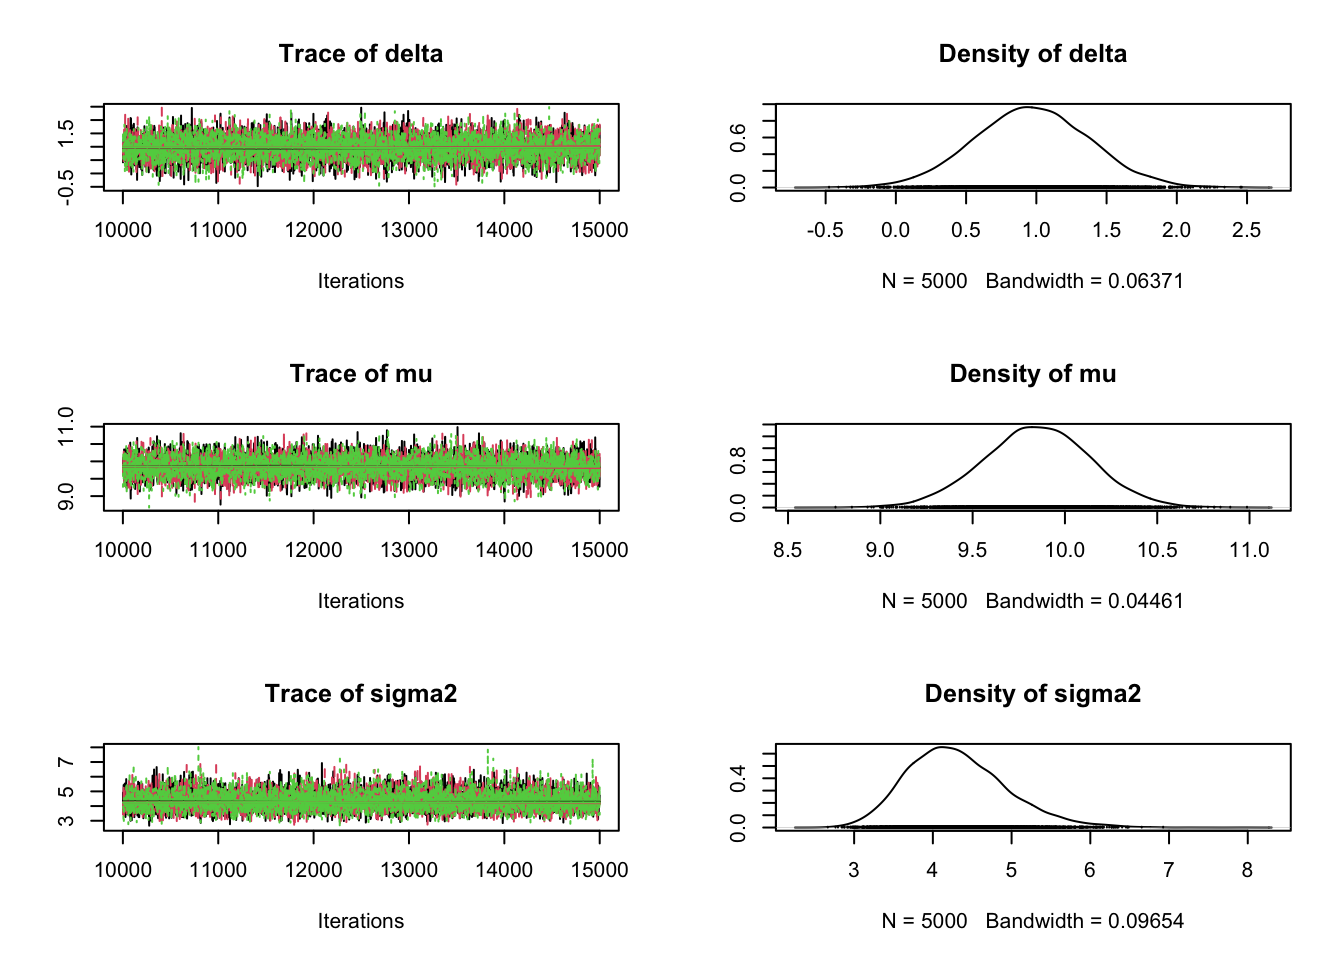 Trace of delta
1.5
-0.5
10000 11000 12000 13000 14000 15000
Iterations
Density of delta
0.6
0.0
-0.5 0.0 0.5 1.0 1.5 2.0 2.5
N = 5000 Bandwidth = 0.06371
Trace of mu
11.0
9.0
10000 11000 12000 13000 14000 15000
Iterations
Density of mu
0.8
0.0
8.5 9.0 9.5 10.0 10.5 11.0
N = 5000 Bandwidth = 0.04461
Trace of sigma2
7
5
3
10000 11000 12000 13000 14000 15000
Iterations
Density of sigma2
0.4
0.0
3 4 5 6 7 8
N = 5000 Bandwidth = 0.09654